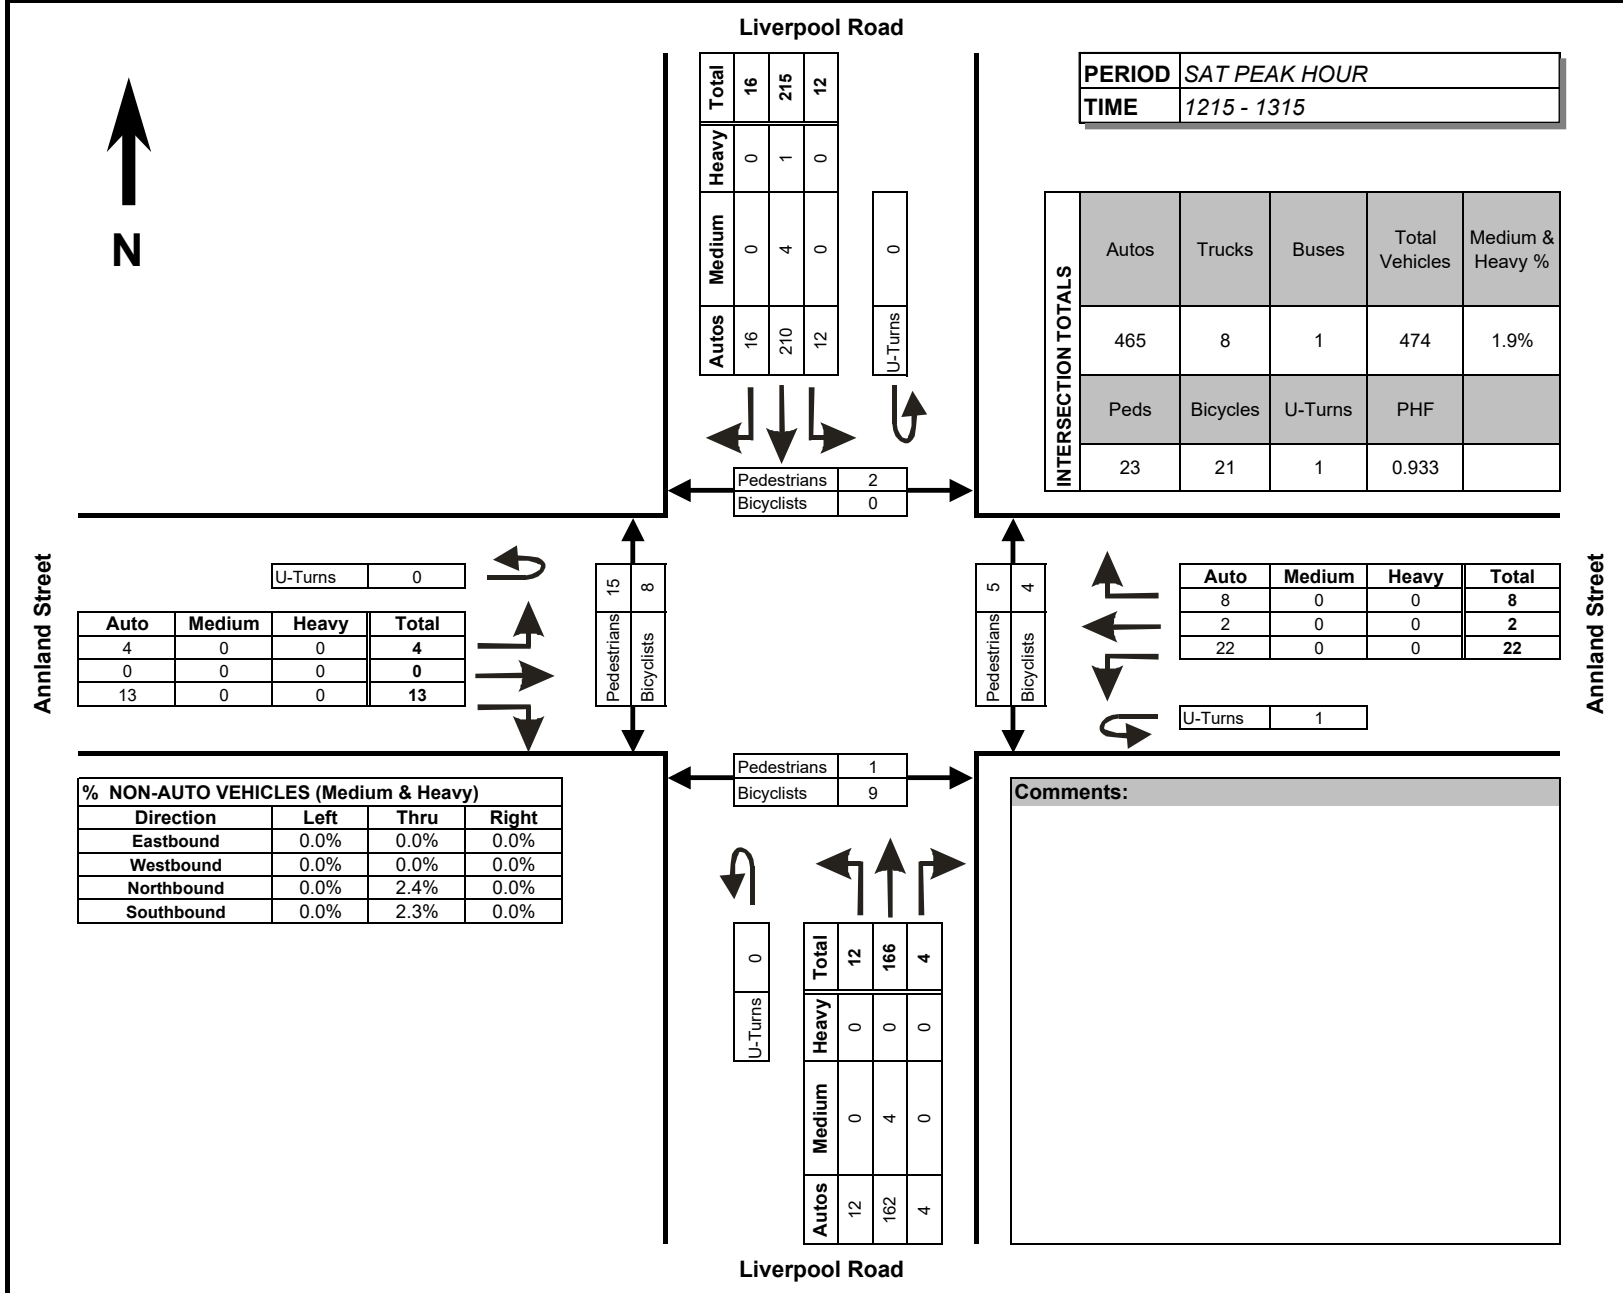 Liverpool Road
PERIOD SAT PEAK HOUR
TIME 1215 - 1315
N
Total 16 215 12
Heavy 0 1 0
Medium 0 4 0
Autos 16 210 12
U-Turns 0
INTERSECTION TOTALS
Autos Trucks Buses Total Vehicles Medium & Heavy %
465 8 1 474 1.9%
Peds Bicycles U-Turns PHF
23 21 1 0.933
Pedestrians 2
Bicyclists 0
Annland Street
U-Turns 0
Auto Medium Heavy Total
4 0 0 4
0 0 0 0
13 0 0 13
Pedestrians 15
Bicyclists 8
Pedestrians 5
Bicyclists 4
Auto Medium Heavy Total
8 0 0 8
2 0 0 2
22 0 0 22
U-Turns 1
Annland Street
Pedestrians 1
Bicyclists 9
% NON-AUTO VEHICLES (Medium & Heavy)
Direction Left Thru Right
Eastbound 0.0% 0.0% 0.0%
Westbound 0.0% 0.0% 0.0%
Northbound 0.0% 2.4% 0.0%
Southbound 0.0% 2.3% 0.0%
Comments:
U-Turns 0
Total 12 166 4
Heavy 0 0 0
Medium 0 4 0
Autos 12 162 4
Liverpool Road